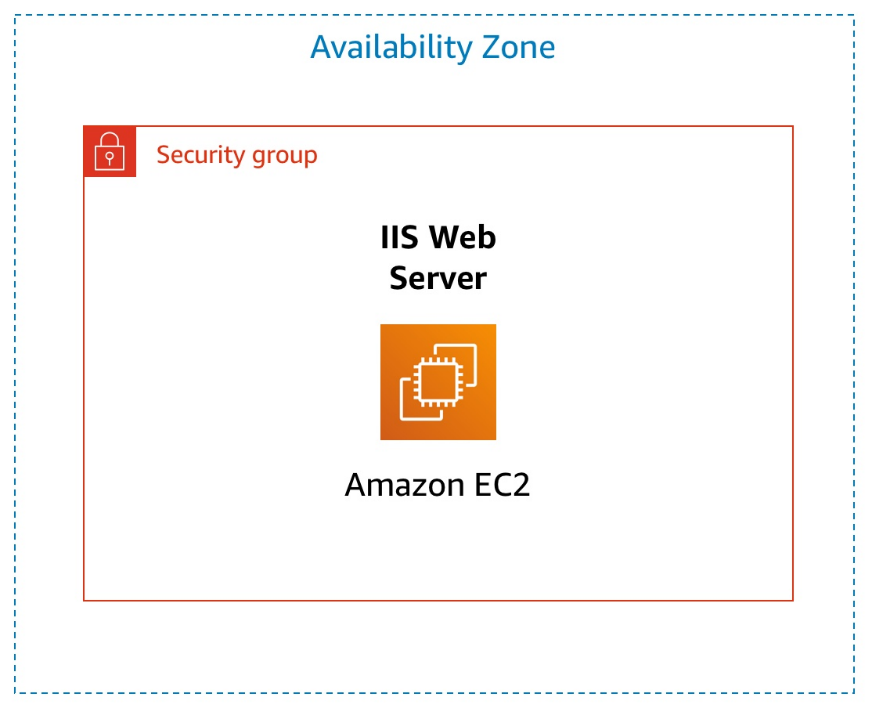 Availability Zone
Security group
IIS Web
Server
Amazon EC2